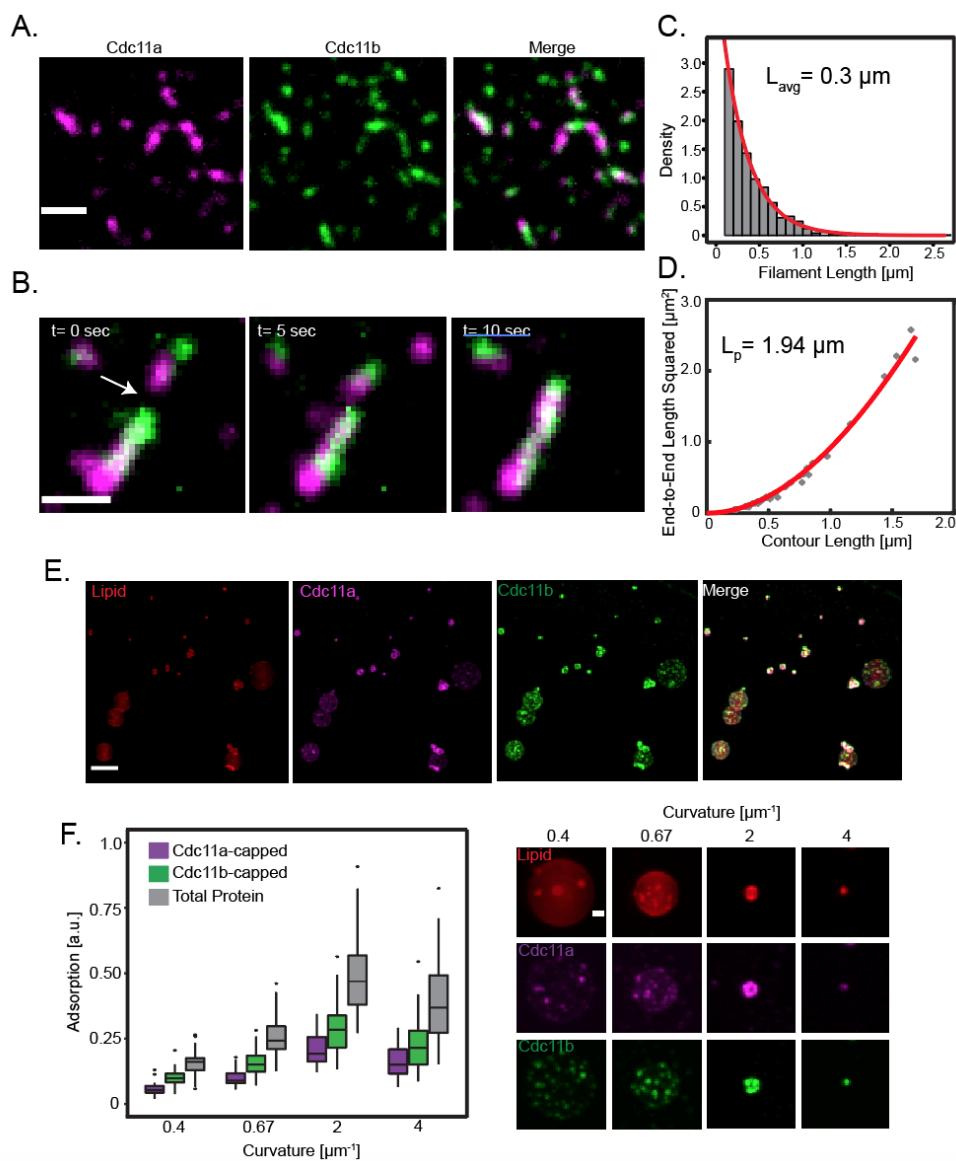 A.
Cdc11a
Cdc11b
Merge
B.
t= 0 sec
t= 5 sec
t= 10 sec
C.
L_avg= 0.3 µm
Density
3.0
2.5
2.0
1.5
1.0
0.5
0
0 0.5 1.0 1.5 2.0 2.5
Filament Length [µm]
D.
L_p= 1.94 µm
End-to-End Length Squared [µm²]
3.0
2.0
1.0
0
0 0.5 1.0 1.5 2.0
Contour Length [µm]
E.
Lipid
Cdc11a
Cdc11b
Merge
F.
Adsorption [a.u.]
1.0
0.75
0.50
0.25
0
Cdc11a-capped
Cdc11b-capped
Total Protein
0.4 0.67 2 4
Curvature [µm⁻¹]
Curvature [µm⁻¹]
0.4 0.67 2 4
Lipid
Cdc11a
Cdc11b